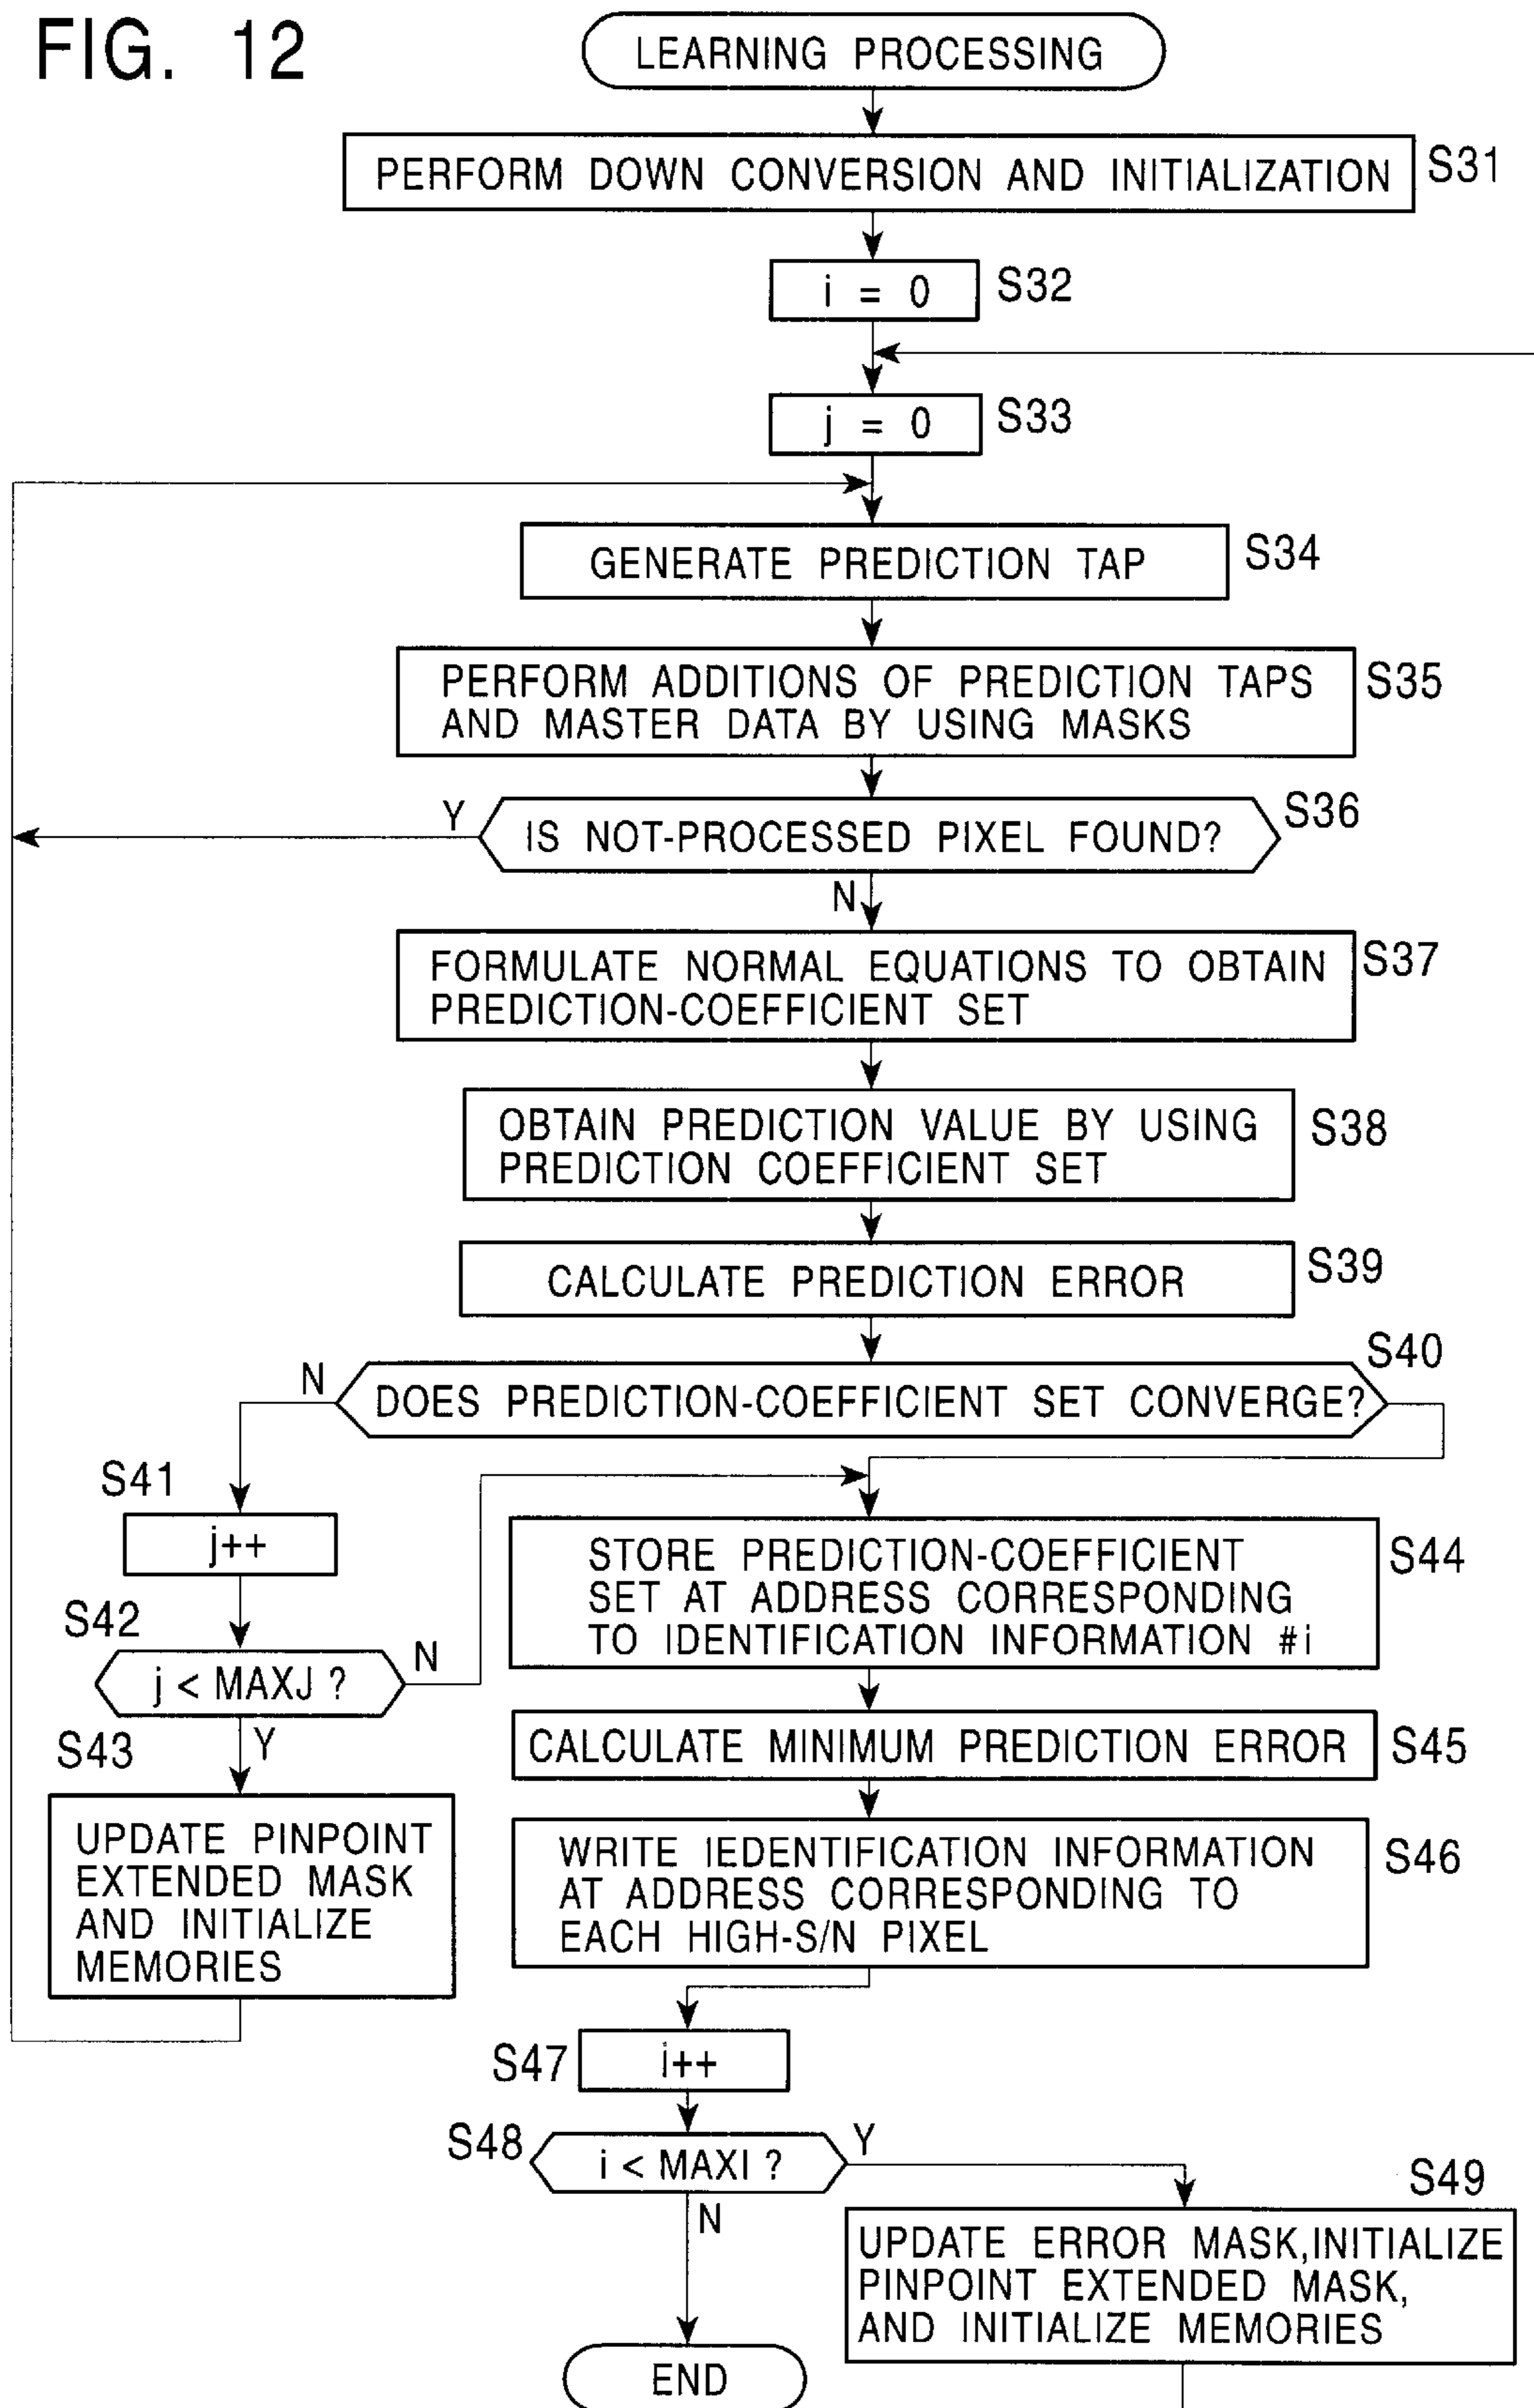 FIG. 12
LEARNING PROCESSING
PERFORM DOWN CONVERSION AND INITIALIZATION
S31
i = 0
S32
j = 0
S33
GENERATE PREDICTION TAP
S34
PERFORM ADDITIONS OF PREDICTION TAPS
AND MASTER DATA BY USING MASKS
S35
Y
IS NOT-PROCESSED PIXEL FOUND?
S36
N
FORMULATE NORMAL EQUATIONS TO OBTAIN
PREDICTION-COEFFICIENT SET
S37
OBTAIN PREDICTION VALUE BY USING
PREDICTION COEFFICIENT SET
S38
CALCULATE PREDICTION ERROR
S39
S40
N
DOES PREDICTION-COEFFICIENT SET CONVERGE?
S41
j++
S42
j < MAXJ ?
N
S43
Y
UPDATE PINPOINT
EXTENDED MASK
AND INITIALIZE
MEMORIES
STORE PREDICTION-COEFFICIENT
SET AT ADDRESS CORRESPONDING
TO IDENTIFICATION INFORMATION #i
S44
CALCULATE MINIMUM PREDICTION ERROR
S45
WRITE IEDENTIFICATION INFORMATION
AT ADDRESS CORRESPONDING TO
EACH HIGH-S/N PIXEL
S46
S47
i++
S48
i < MAXI ?
Y
N
S49
UPDATE ERROR MASK,INITIALIZE
PINPOINT EXTENDED MASK,
AND INITIALIZE MEMORIES
END